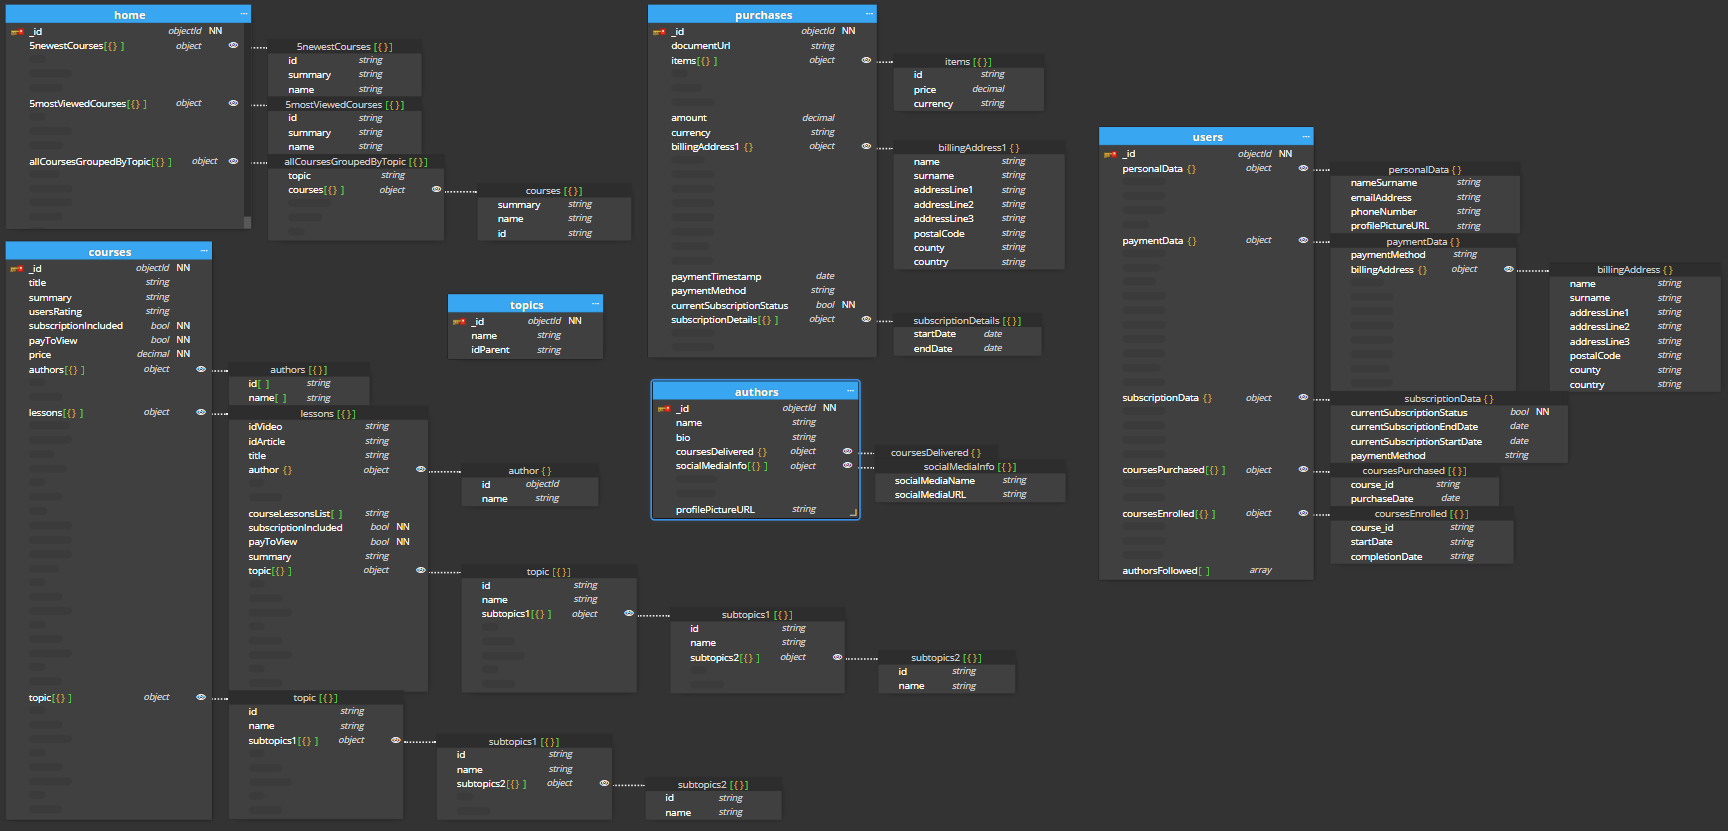 home ...
_id objectId NN
5newestCourses[{} ] object
5newestCourses [{}]
id string
summary string
name string
5mostViewedCourses[{} ] object
5mostViewedCourses [{}]
id string
summary string
name string
allCoursesGroupedByTopic[{} ] object
allCoursesGroupedByTopic [{}]
topic string
courses[{} ] object
courses [{}]
summary string
name string
id string
courses ...
_id objectId NN
title string
summary string
usersRating string
subscriptionIncluded bool NN
payToView bool NN
price decimal NN
authors[{} ] object
authors [{}]
id[ ] string
name[ ] string
lessons[{} ] object
lessons [{}]
idVideo string
idArticle string
title string
author {} object
author {}
id objectId
name string
courseLessonsList[ ] string
subscriptionIncluded bool NN
payToView bool NN
summary string
topic[{} ] object
topic [{}]
id string
name string
subtopics1[{} ] object
subtopics1 [{}]
id string
name string
subtopics2[{} ] object
subtopics2 [{}]
id string
name string
topic[{} ] object
topic [{}]
id string
name string
subtopics1[{} ] object
subtopics1 [{}]
id string
name string
subtopics2[{} ] object
subtopics2 [{}]
id string
name string
topics ...
_id objectId NN
name string
idParent string
purchases ...
_id objectId NN
documentUrl string
items[{} ] object
items [{}]
id string
price decimal
currency string
amount decimal
currency string
billingAddress1 {} object
billingAddress1 {}
name string
surname string
addressLine1 string
addressLine2 string
addressLine3 string
postalCode string
county string
country string
paymentTimestamp date
paymentMethod string
currentSubscriptionStatus bool NN
subscriptionDetails[{} ] object
subscriptionDetails [{}]
startDate date
endDate date
authors ...
_id objectId NN
name string
bio string
coursesDelivered {} object
coursesDelivered {}
socialMediaInfo[{} ] object
socialMediaInfo [{}]
socialMediaName string
socialMediaURL string
profilePictureURL string
users ...
_id objectId NN
personalData {} object
personalData {}
nameSurname string
emailAddress string
phoneNumber string
profilePictureURL string
paymentData {} object
paymentData {}
paymentMethod string
billingAddress {} object
billingAddress {}
name string
surname string
addressLine1 string
addressLine2 string
addressLine3 string
postalCode string
county string
country string
subscriptionData {} object
subscriptionData {}
currentSubscriptionStatus bool NN
currentSubscriptionEndDate date
currentSubscriptionStartDate date
paymentMethod string
coursesPurchased[{} ] object
coursesPurchased [{}]
course_id string
purchaseDate date
coursesEnrolled[{} ] object
coursesEnrolled [{}]
course_id string
startDate string
completionDate string
authorsFollowed[ ] array